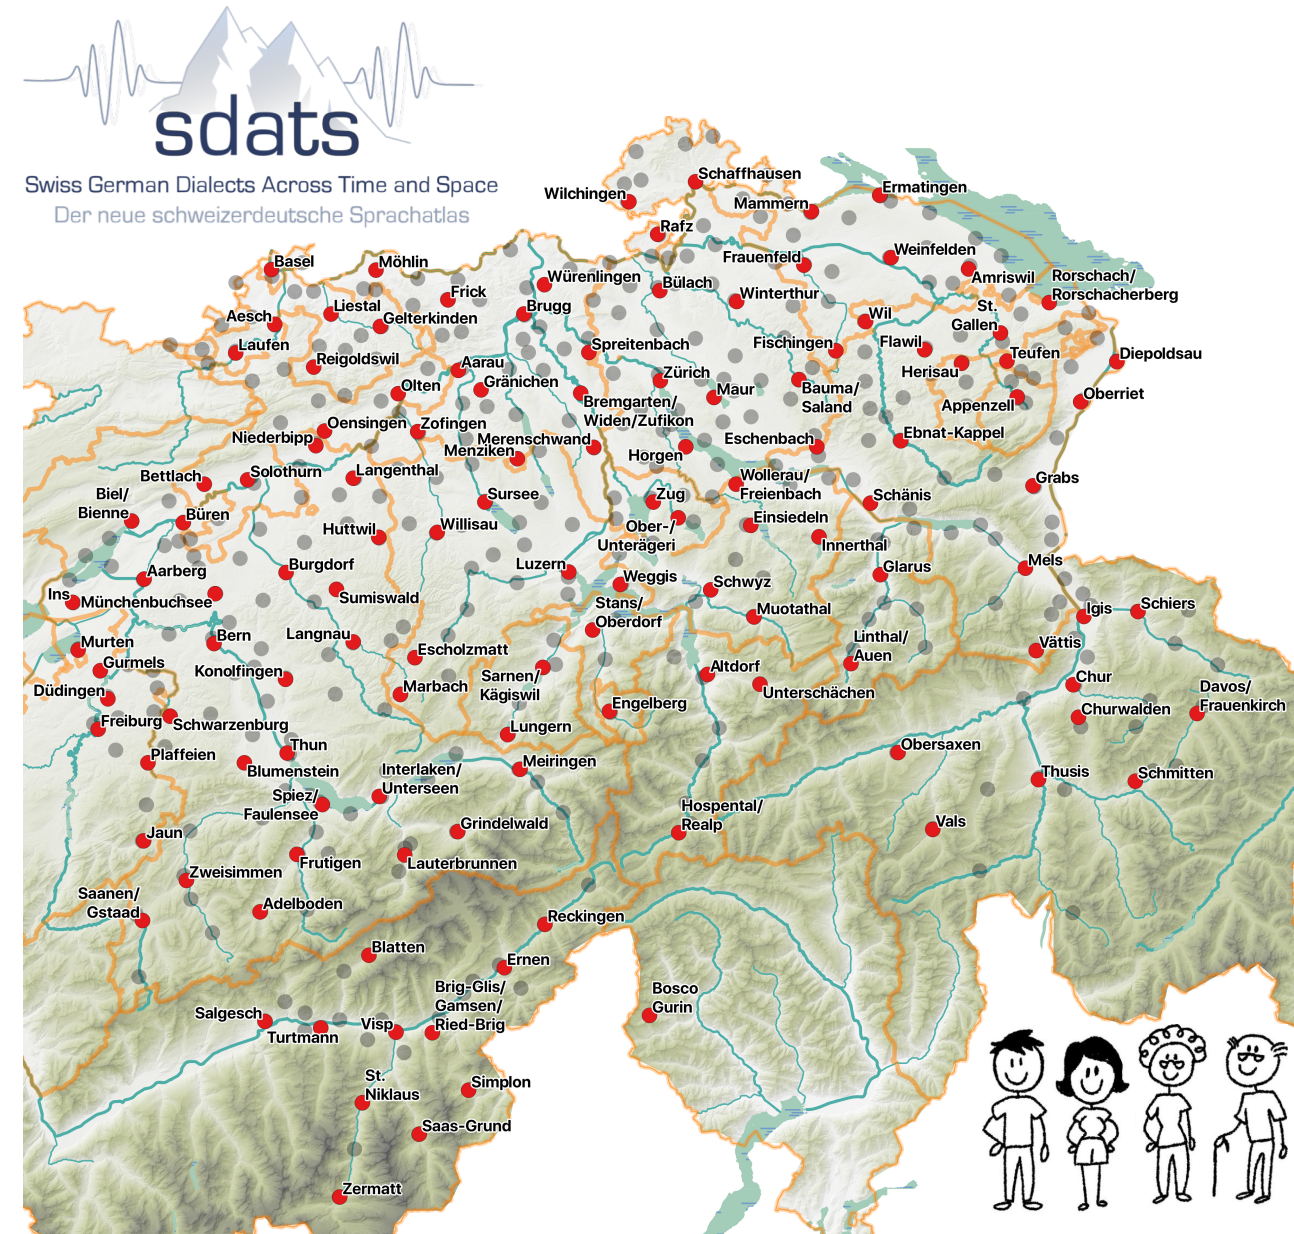 sdats
Swiss German Dialects Across Time and Space
Der neue schweizerdeutsche Sprachatlas
Schaffhausen
Wilchingen
Ermatingen
Mammern
Rafz
Weinfelden
Frauenfeld
Basel
Möhlin
Würenlingen
Amriswil
Rorschach/
Rorschacherberg
Bülach
Frick
Winterthur
Liestal
Brugg
St.
Gallen
Wil
Aesch
Gelterkinden
Fischingen
Flawil
Laufen
Spreitenbach
Teufen
Diepoldsau
Reigoldswil
Aarau
Herisau
Zürich
Gränichen
Olten
Maur
Bauma/
Saland
Oberriet
Bremgarten/
Widen/Zufikon
Appenzell
Oensingen
Zofingen
Niederbipp
Merenschwand
Eschenbach
Ebnat-Kappel
Menziken
Horgen
Bettlach
Solothurn
Langenthal
Wollerau/
Freienbach
Grabs
Biel/
Bienne
Sursee
Zug
Schänis
Büren
Huttwil
Willisau
Ober-/
Unterägeri
Einsiedeln
Innerthal
Aarberg
Burgdorf
Luzern
Weggis
Glarus
Mels
Schwyz
Ins
Münchenbuchsee
Sumiswald
Stans/
Oberdorf
Muotathal
Igis
Schiers
Murten
Bern
Langnau
Escholzmatt
Linthal/
Auen
Vättis
Gurmels
Konolfingen
Sarnen/
Kägiswil
Altdorf
Chur
Düdingen
Marbach
Unterschächen
Davos/
Frauenkirch
Engelberg
Churwalden
Freiburg
Schwarzenburg
Lungern
Plaffeien
Thun
Obersaxen
Blumenstein
Interlaken/
Unterseen
Meiringen
Thusis
Schmitten
Spiez/
Faulensee
Hospental/
Realp
Grindelwald
Vals
Jaun
Frutigen
Lauterbrunnen
Zweisimmen
Saanen/
Gstaad
Adelboden
Reckingen
Blatten
Ernen
Brig-Glis/
Gamsen/
Ried-Brig
Bosco
Gurin
Salgesch
Turtmann
Visp
St.
Niklaus
Simplon
Saas-Grund
Zermatt